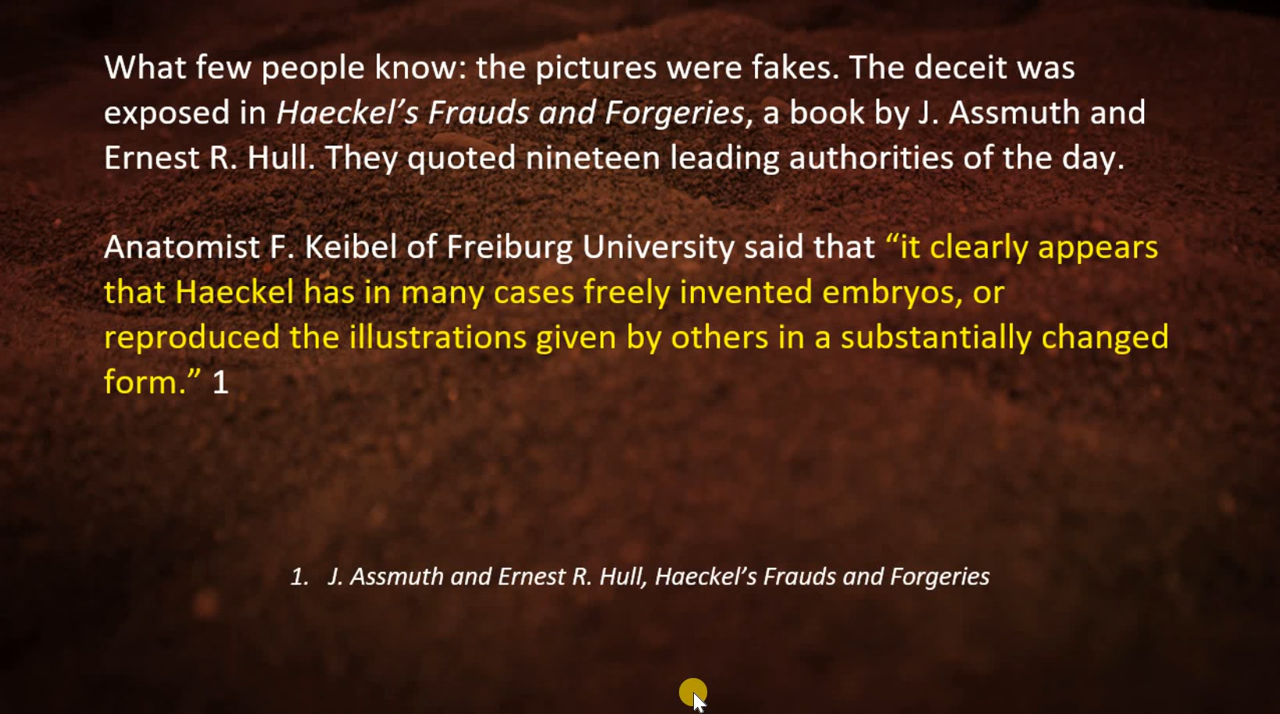 What few people know: the pictures were fakes. The deceit was
exposed in Haeckel’s Frauds and Forgeries, a book by J. Assmuth and
Ernest R. Hull. They quoted nineteen leading authorities of the day.
Anatomist F. Keibel of Freiburg University said that “it clearly appears
that Haeckel has in many cases freely invented embryos, or
reproduced the illustrations given by others in a substantially changed
form.” 1
1. J. Assmuth and Ernest R. Hull, Haeckel’s Frauds and Forgeries